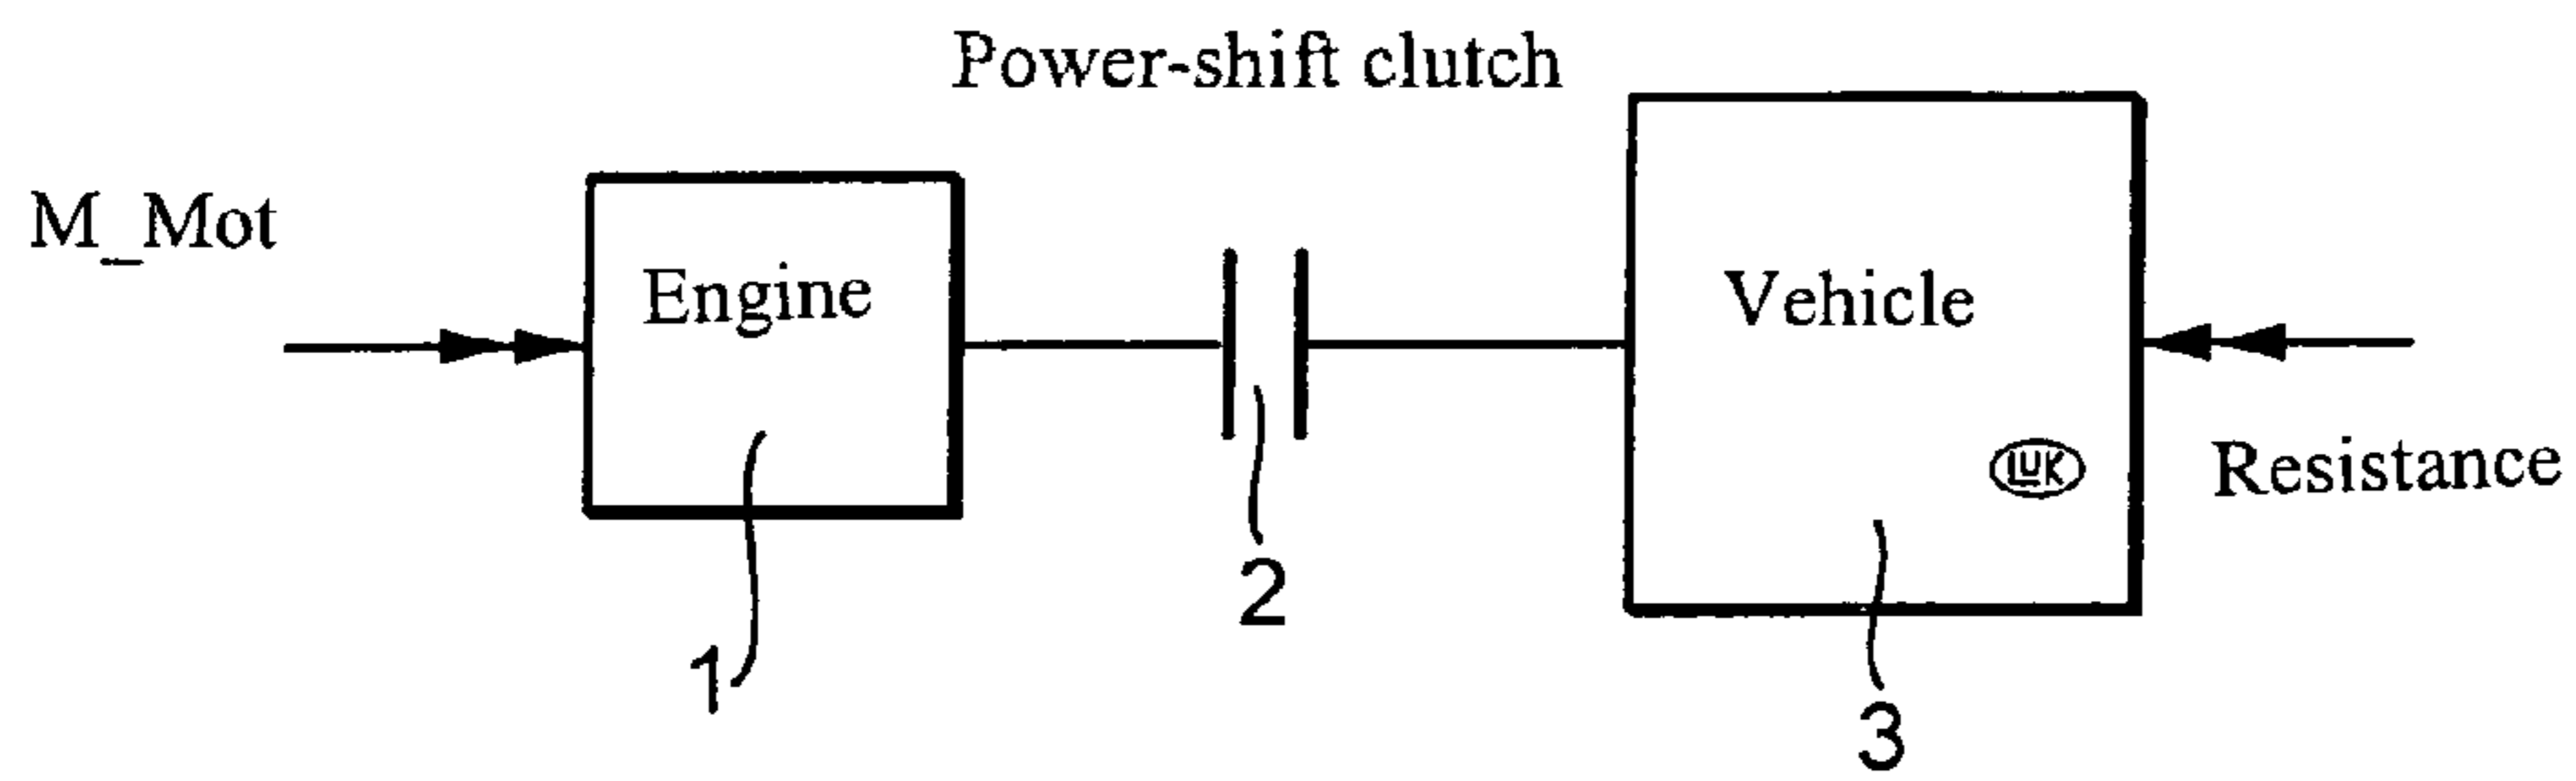 Power-shift clutch
M_Mot
Engine
Vehicle
LUK
Resistance
1
2
3